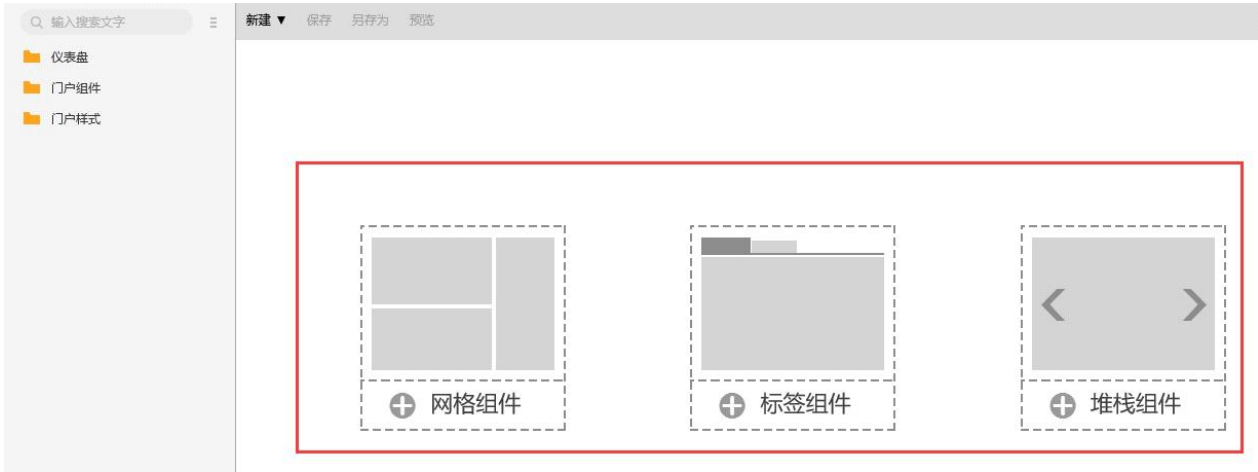 输入搜索文字
新建 ▼ 保存 另存为 预览
仪表盘
门户组件
门户样式
网格组件
标签组件
堆栈组件